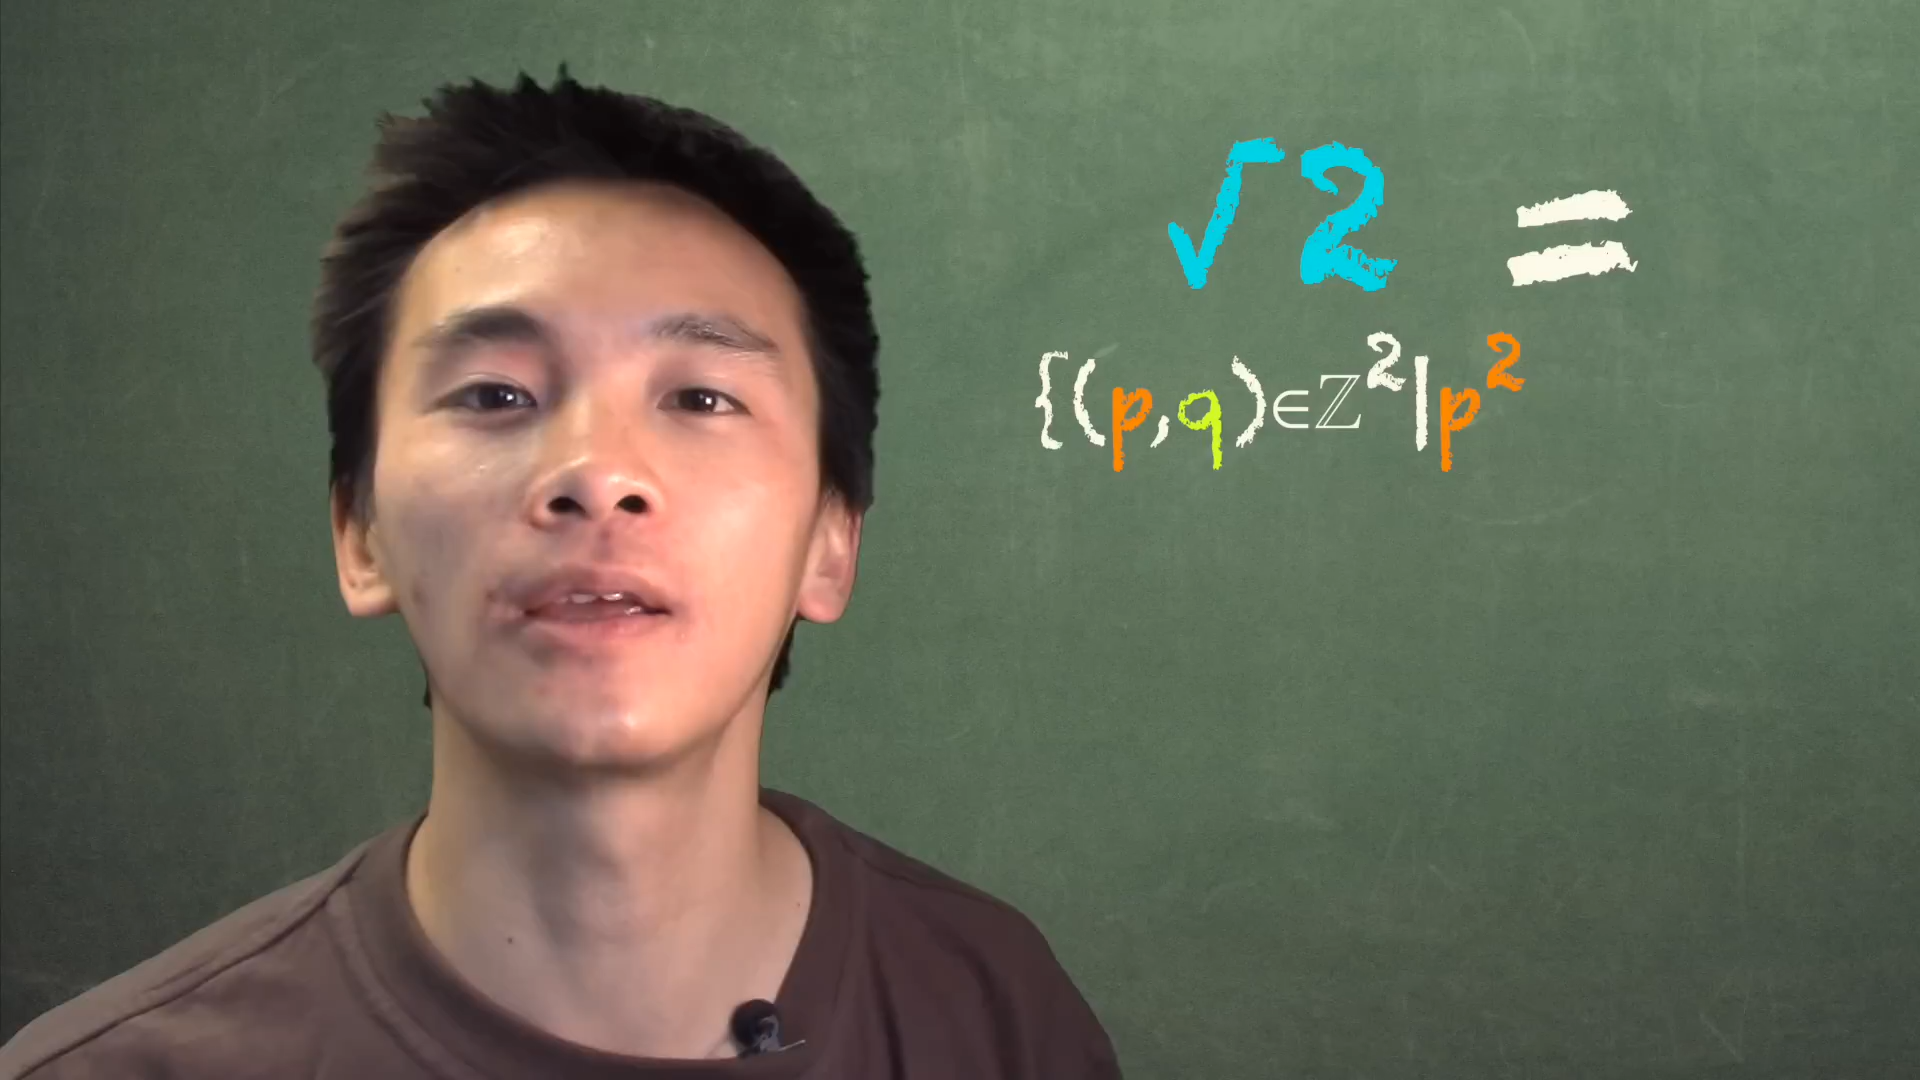 √2 =
{(p,q)∈ℤ²|p²